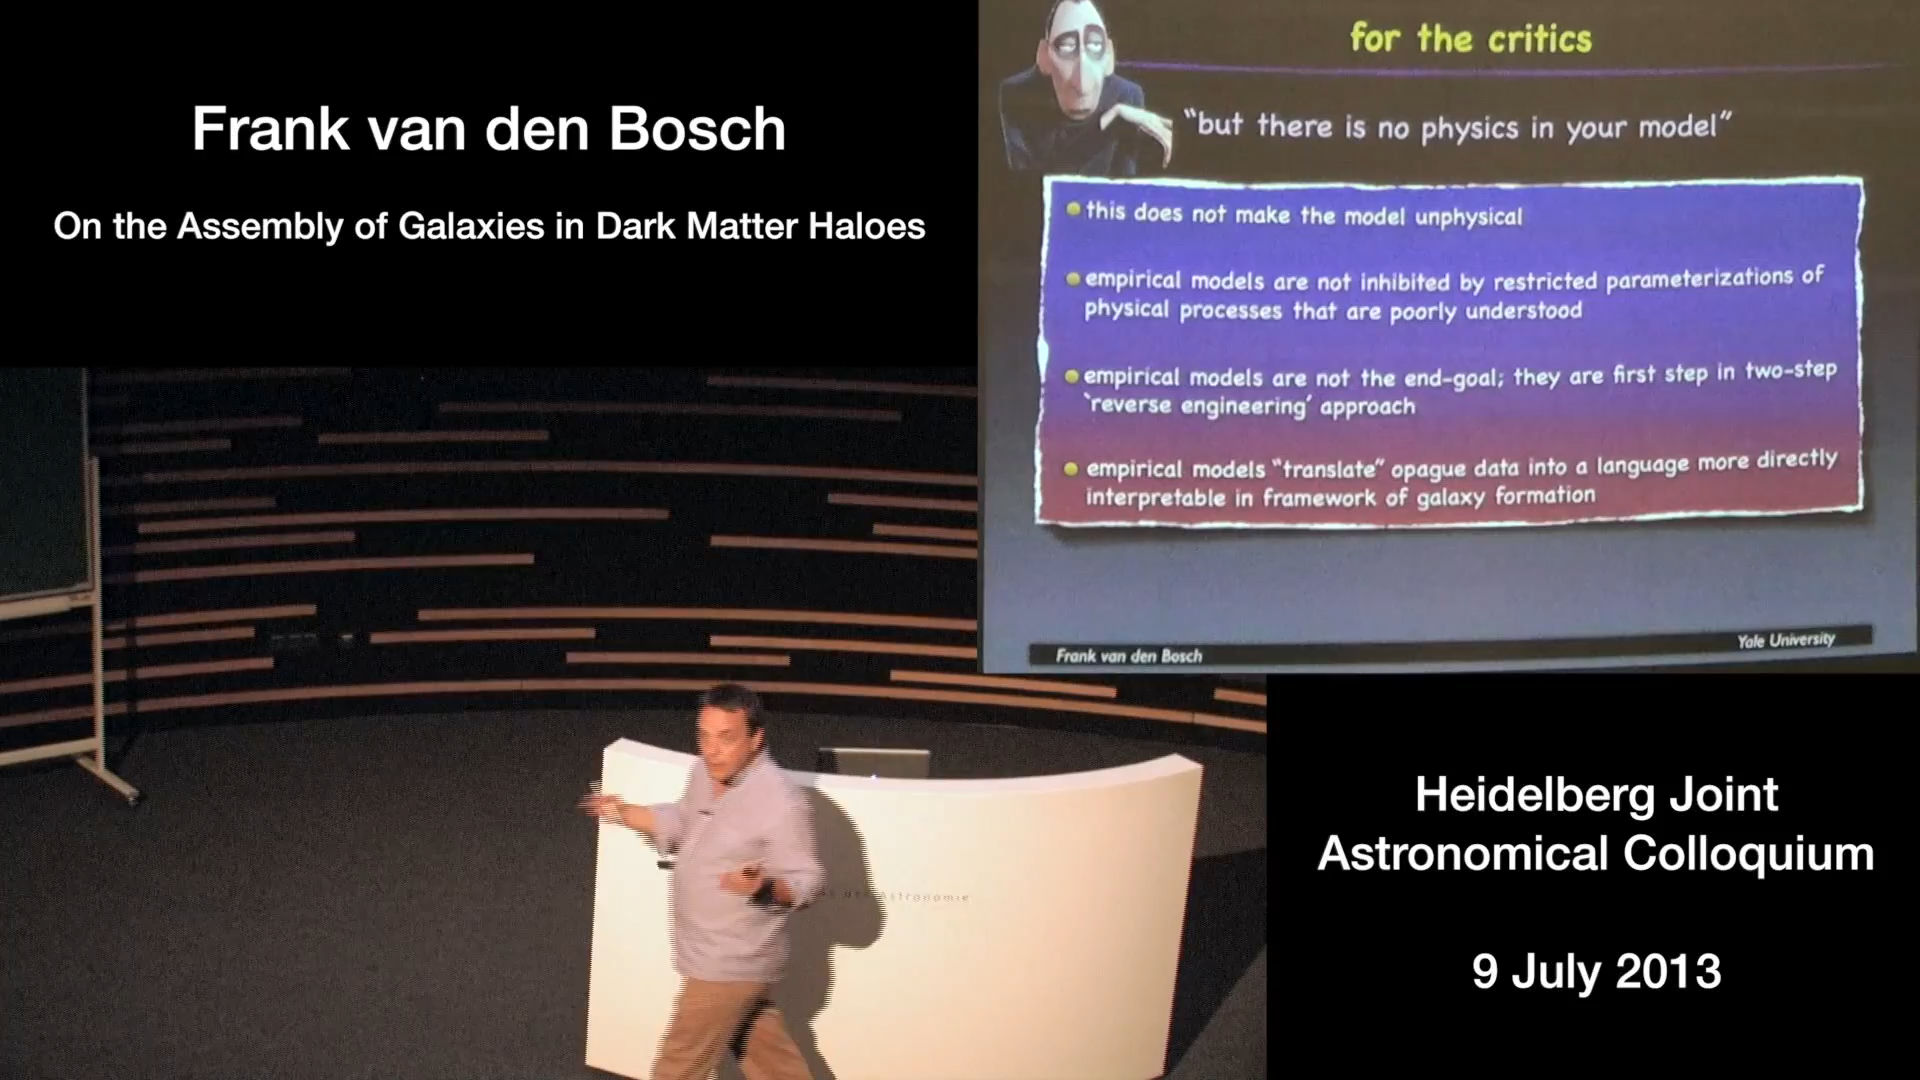 Frank van den Bosch
On the Assembly of Galaxies in Dark Matter Haloes
for the critics
“but there is no physics in your model”
this does not make the model unphysical
empirical models are not inhibited by restricted parameterizations of
physical processes that are poorly understood
empirical models are not the end-goal; they are first step in two-step
‘reverse engineering’ approach
empirical models “translate” opague data into a language more directly
interpretable in framework of galaxy formation
Frank van den Bosch
Yale University
Astronomie
Heidelberg Joint
Astronomical Colloquium
9 July 2013